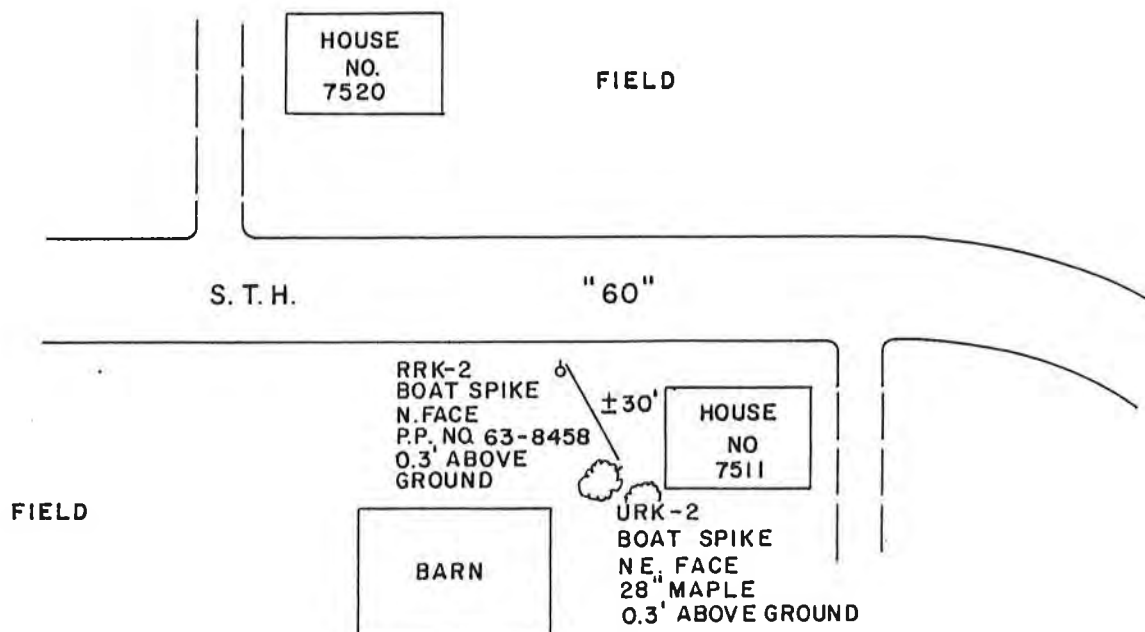 HOUSE
NO.
7520
FIELD
S. T. H. "60"
RRK-2
BOAT SPIKE
N. FACE
P.P. NO. 63-8458
0.3' ABOVE
GROUND
±30'
HOUSE
NO
7511
FIELD
BARN
URK-2
BOAT SPIKE
NE. FACE
28" MAPLE
0.3' ABOVE GROUND